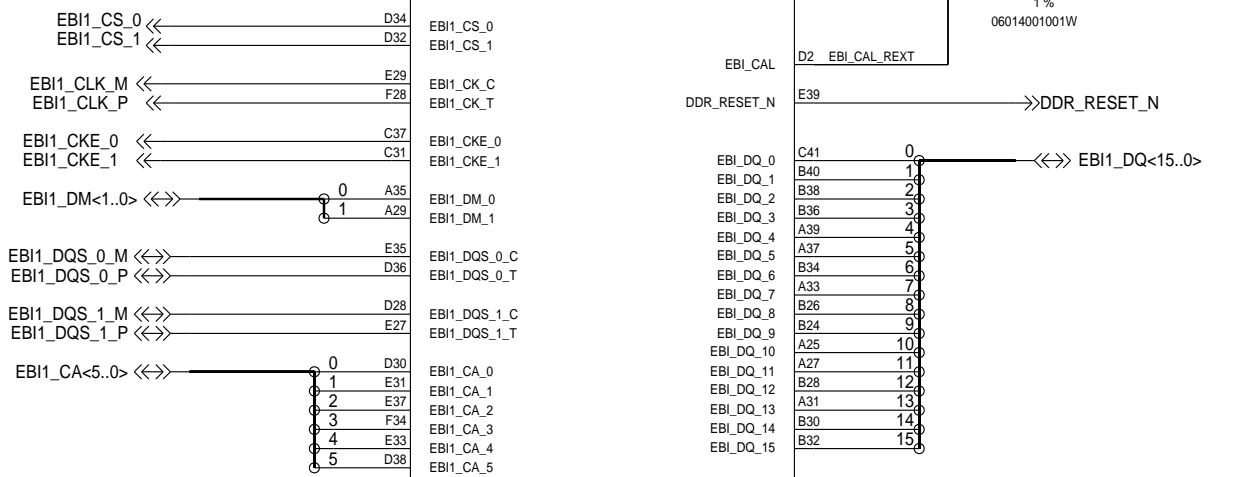 1 %
06014001001W
EBI1_CS_0 D34 EBI1_CS_0
EBI1_CS_1 D32 EBI1_CS_1
EBI_CAL D2 EBI_CAL_REXT
EBI1_CLK_M E29 EBI1_CK_C
EBI1_CLK_P F28 EBI1_CK_T
DDR_RESET_N E39 DDR_RESET_N
EBI1_CKE_0 C37 EBI1_CKE_0
EBI1_CKE_1 C31 EBI1_CKE_1
EBI1_DM<1..0> 0 A35 EBI1_DM_0
1 A29 EBI1_DM_1
EBI1_DQS_0_M E35 EBI1_DQS_0_C
EBI1_DQS_0_P D36 EBI1_DQS_0_T
EBI1_DQS_1_M D28 EBI1_DQS_1_C
EBI1_DQS_1_P E27 EBI1_DQS_1_T
EBI1_CA<5..0> 0 D30 EBI1_CA_0
1 E31 EBI1_CA_1
2 E37 EBI1_CA_2
3 F34 EBI1_CA_3
4 E33 EBI1_CA_4
5 D38 EBI1_CA_5
EBI_DQ_0 C41 0 EBI1_DQ<15..0>
EBI_DQ_1 B40 1
EBI_DQ_2 B38 2
EBI_DQ_3 B36 3
EBI_DQ_4 A39 4
EBI_DQ_5 A37 5
EBI_DQ_6 B34 6
EBI_DQ_7 A33 7
EBI_DQ_8 B26 8
EBI_DQ_9 B24 9
EBI_DQ_10 A25 10
EBI_DQ_11 A27 11
EBI_DQ_12 B28 12
EBI_DQ_13 A31 13
EBI_DQ_14 B30 14
EBI_DQ_15 B32 15